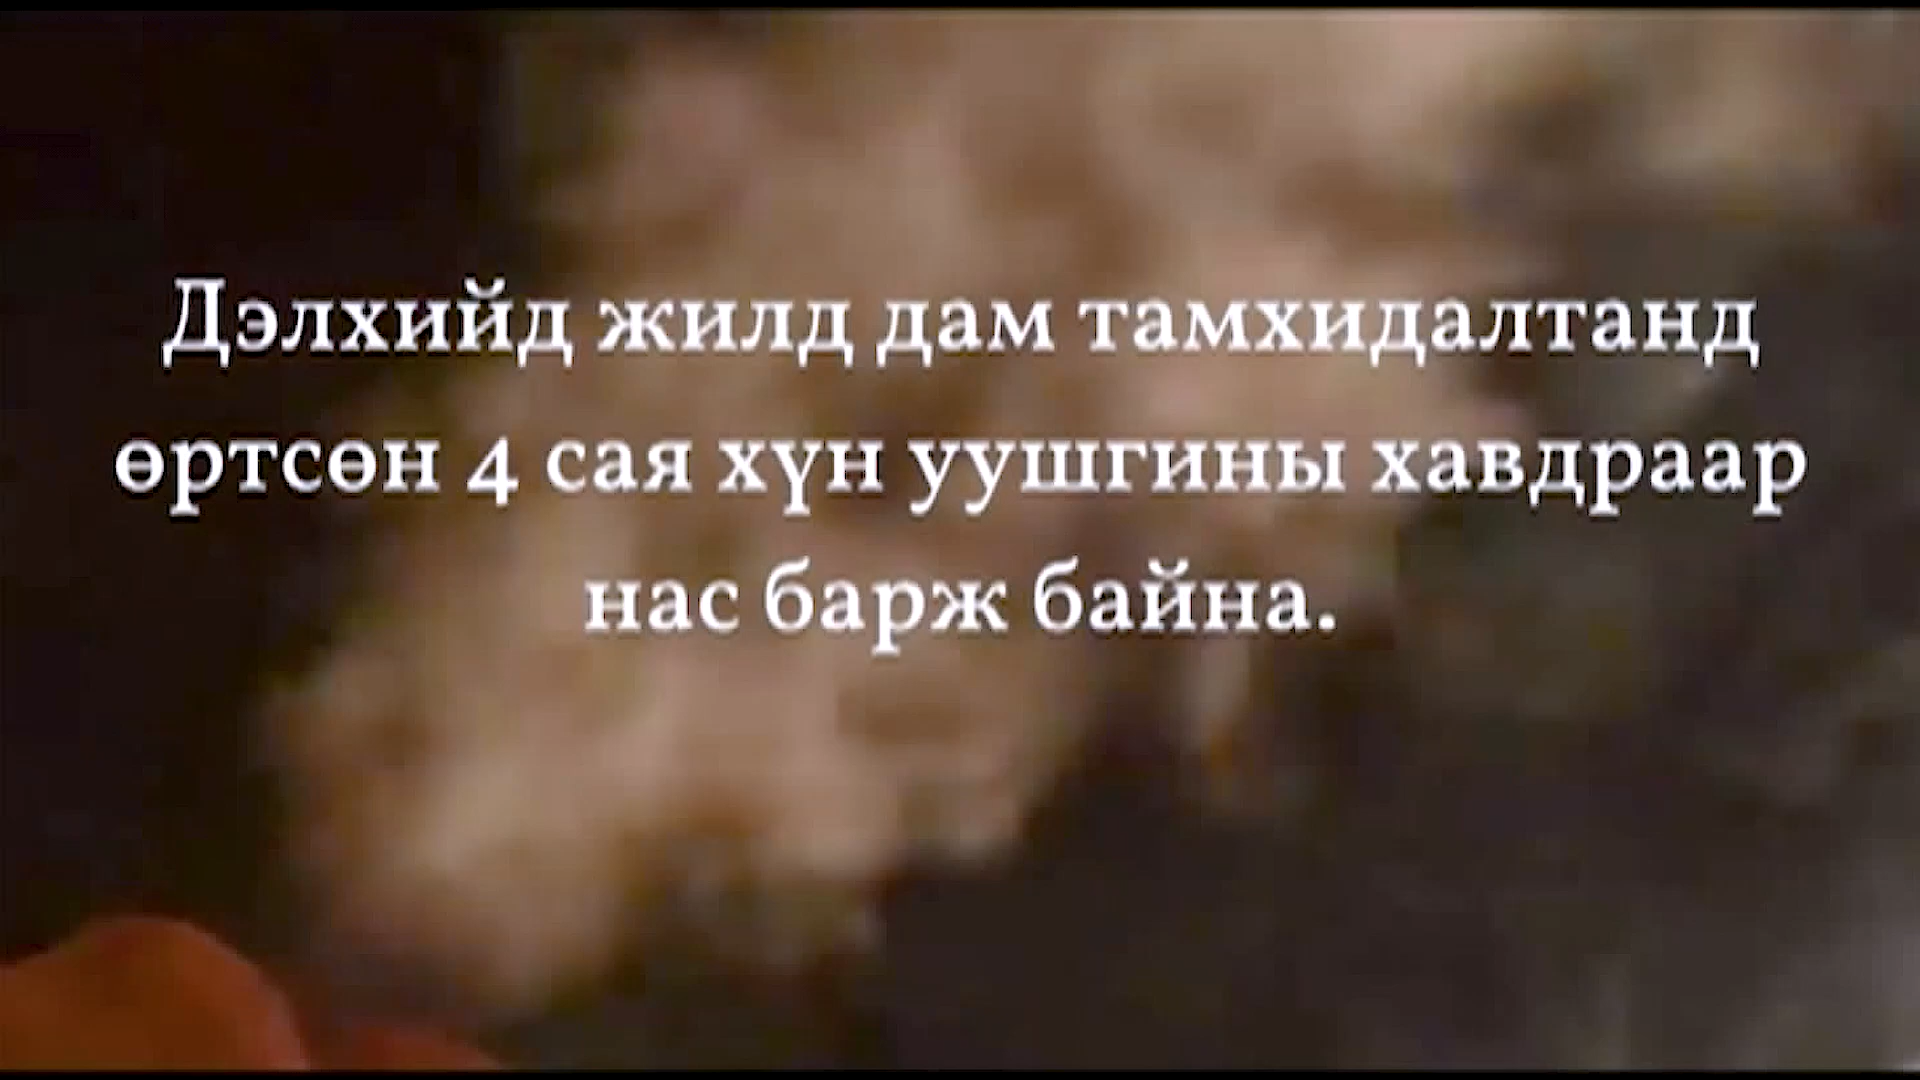 Дэлхийд жилд дам тамхидалтанд
өртсөн 4 сая хүн уушгины хавдраар
нас барж байна.